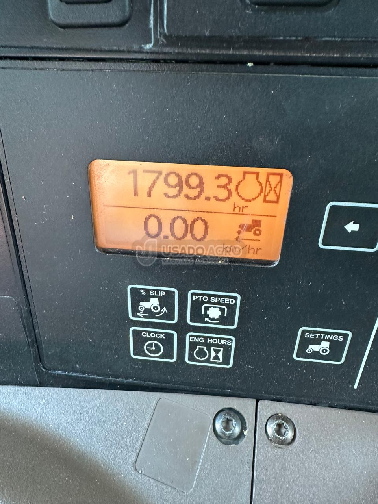 1799.3
hr
0.00
hr
USADO AGRO
% SLIP
PTO SPEED
CLOCK
ENG HOURS
SETTINGS